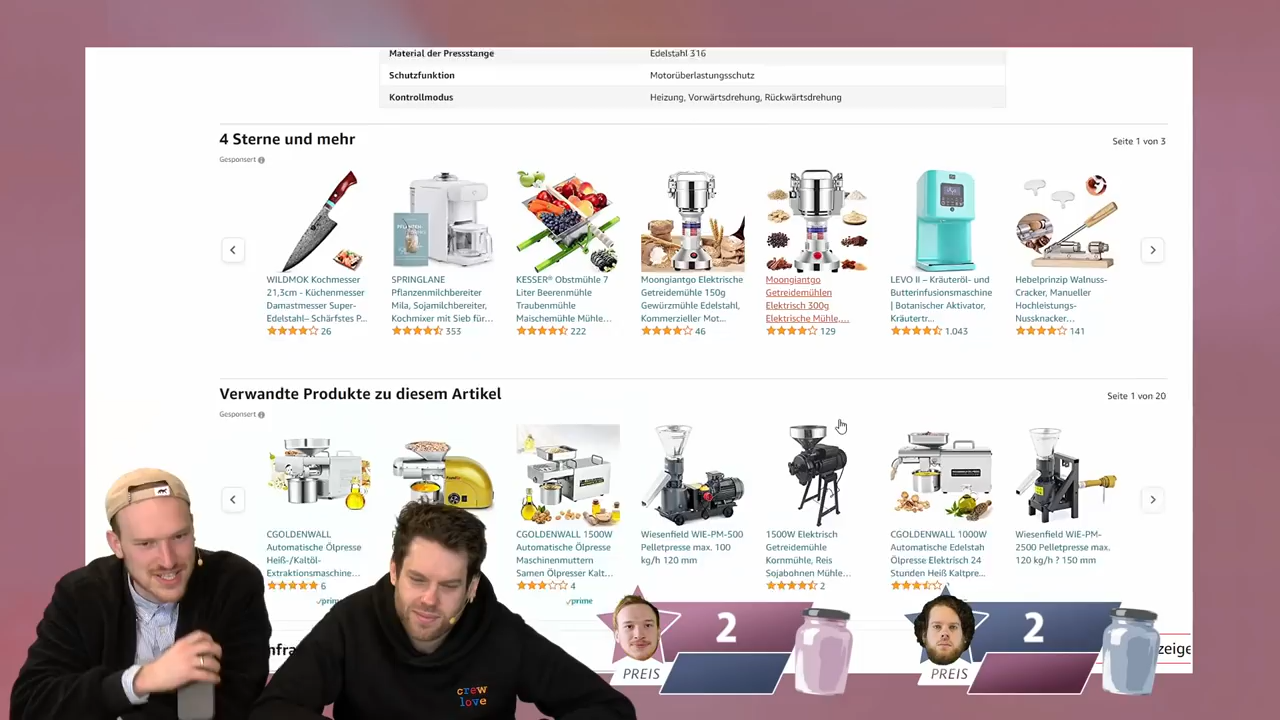 Material der Pressstange Edelstahl 316
Schutzfunktion Motorüberlastungsschutz
Kontrollmodus Heizung, Vorwärtsdrehung, Rückwärtsdrehung
4 Sterne und mehr
Seite 1 von 3
Gesponsert
WILDMOK Kochmesser
21,3cm - Küchenmesser
Damastmesser Super-
Edelstahl– Schärfstes P...
26
SPRINGLANE
Pflanzenmilchbereiter
Mila, Sojamilchbereiter,
Kochmixer mit Sieb für...
353
KESSER® Obstmühle 7
Liter Beerenmühle
Traubenmühle
Maischemühle Mühle...
222
Moongiantgo Elektrische
Getreidemühle 150g
Gewürzmühle Edelstahl,
Kommerzieller Mot...
46
Moongiantgo
Getreidemühlen
Elektrisch 300g
Elektrische Mühle,...
129
LEVO II – Kräuteröl- und
Butterinfusionsmaschine
| Botanischer Aktivator,
Kräutertr...
1.043
Hebelprinzip Walnuss-
Cracker, Manueller
Hochleistungs-
Nussknacker...
141
Verwandte Produkte zu diesem Artikel
Seite 1 von 20
Gesponsert
CGOLDENWALL
Automatische Ölpresse
Heiß-/Kaltöl-
Extraktionsmaschine...
6
prime
CGOLDENWALL 1500W
Automatische Ölpresse
Maschinenmuttern
Samen Ölpresser Kalt...
4
prime
Wiesenfield WIE-PM-500
Pelletpresse max. 100
kg/h 120 mm
1500W Elektrisch
Getreidemühle
Kornmühle, Reis
Sojabohnen Mühle...
2
CGOLDENWALL 1000W
Automatische Edelstahl
Ölpresse Elektrisch 24
Stunden Heiß Kaltpre...
Wiesenfield WIE-PM-
2500 Pelletpresse max.
120 kg/h ? 150 mm
crew
love
2
PREIS
2
PREIS